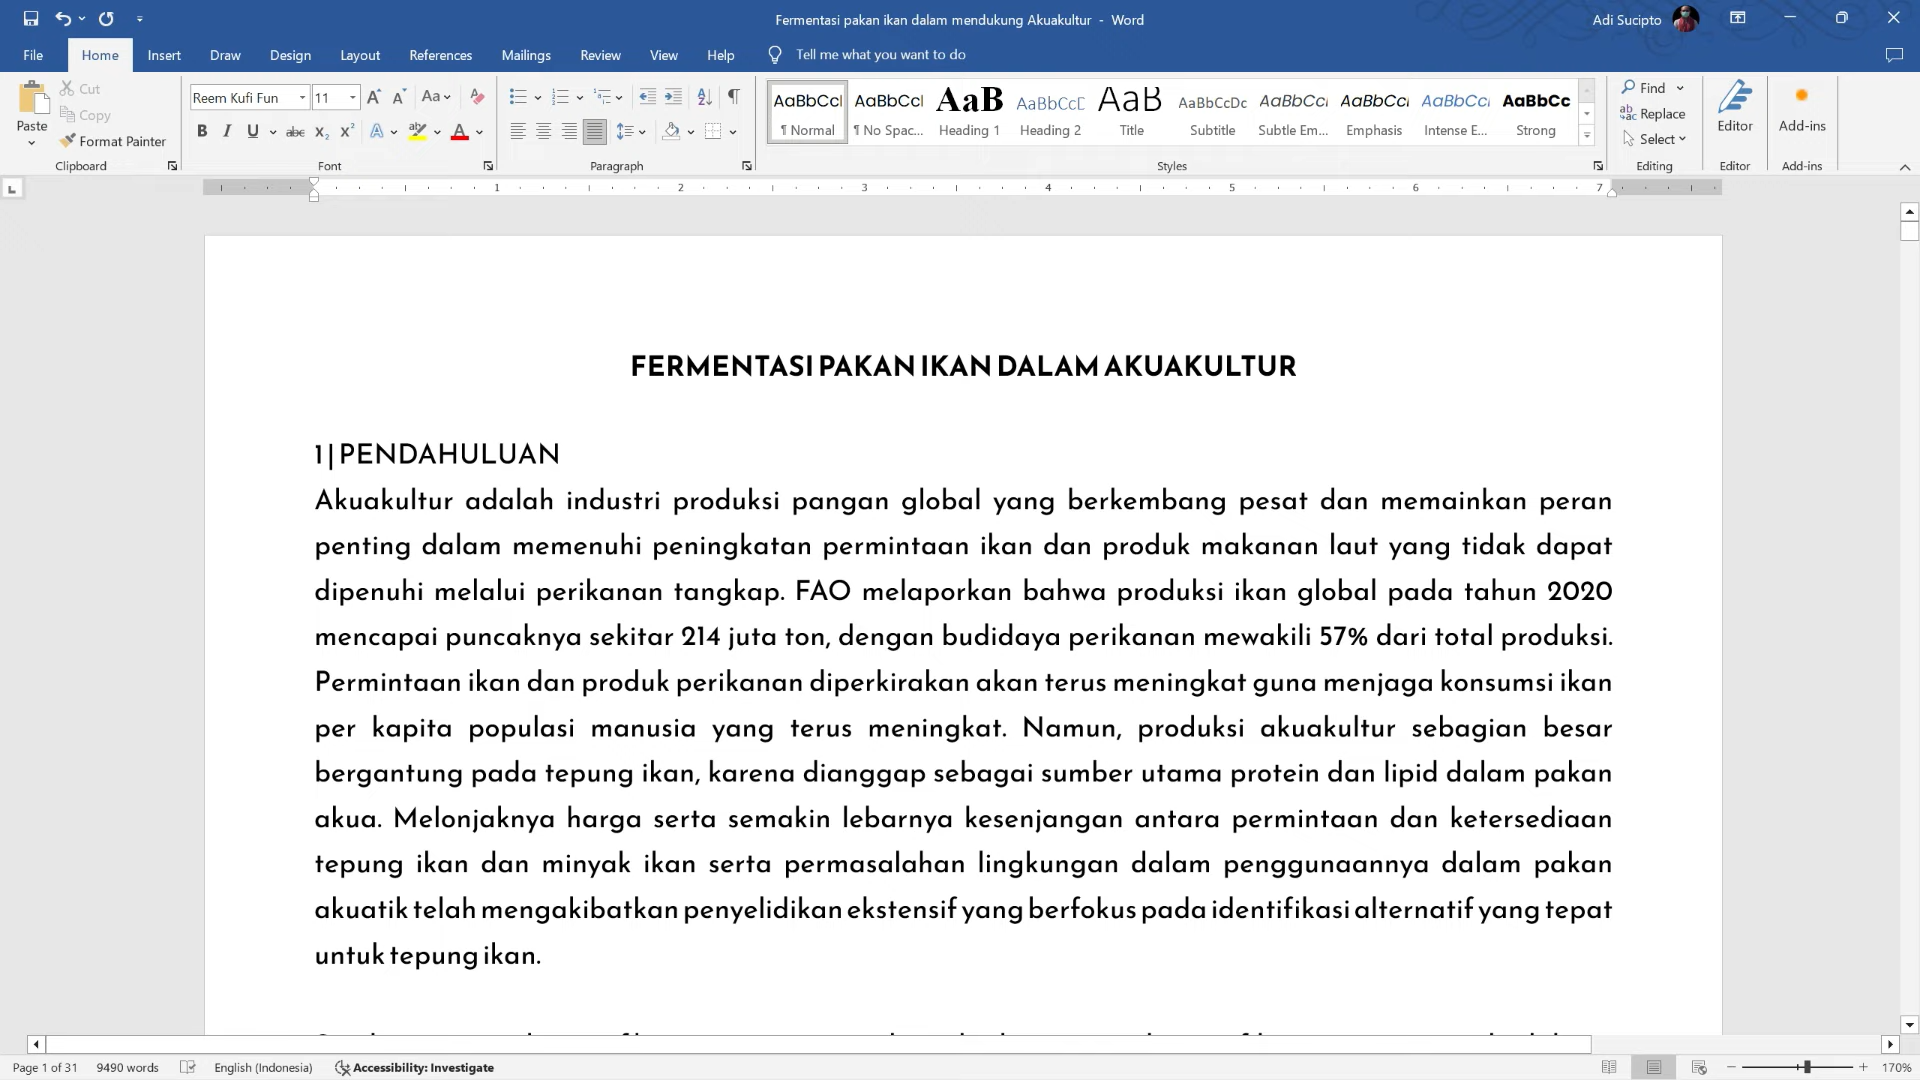 Fermentasi pakan ikan dalam mendukung Akuakultur - Word
Adi Sucipto
File Home Insert Draw Design Layout References Mailings Review View Help Tell me what you want to do
Paste
Cut
Copy
Format Painter
Clipboard
Reem Kufi Fun 11
Font
Paragraph
AaBbCcI ¶ Normal
AaBbCcI ¶ No Spac...
AaB Heading 1
AaBbCcC Heading 2
AaB Title
AaBbCcDc Subtitle
AaBbCcI Subtle Em...
AaBbCcI Emphasis
AaBbCcI Intense E...
AaBbCc Strong
Styles
Find
Replace
Select
Editing
Editor
Editor
Add-ins
Add-ins
1 2 3 4 5 6 7
FERMENTASI PAKAN IKAN DALAM AKUAKULTUR
1 | PENDAHULUAN
Akuakultur adalah industri produksi pangan global yang berkembang pesat dan memainkan peran
penting dalam memenuhi peningkatan permintaan ikan dan produk makanan laut yang tidak dapat
dipenuhi melalui perikanan tangkap. FAO melaporkan bahwa produksi ikan global pada tahun 2020
mencapai puncaknya sekitar 214 juta ton, dengan budidaya perikanan mewakili 57% dari total produksi.
Permintaan ikan dan produk perikanan diperkirakan akan terus meningkat guna menjaga konsumsi ikan
per kapita populasi manusia yang terus meningkat. Namun, produksi akuakultur sebagian besar
bergantung pada tepung ikan, karena dianggap sebagai sumber utama protein dan lipid dalam pakan
akua. Melonjaknya harga serta semakin lebarnya kesenjangan antara permintaan dan ketersediaan
tepung ikan dan minyak ikan serta permasalahan lingkungan dalam penggunaannya dalam pakan
akuatik telah mengakibatkan penyelidikan ekstensif yang berfokus pada identifikasi alternatif yang tepat
untuk tepung ikan.
Page 1 of 31 9490 words English (Indonesia) Accessibility: Investigate 170%